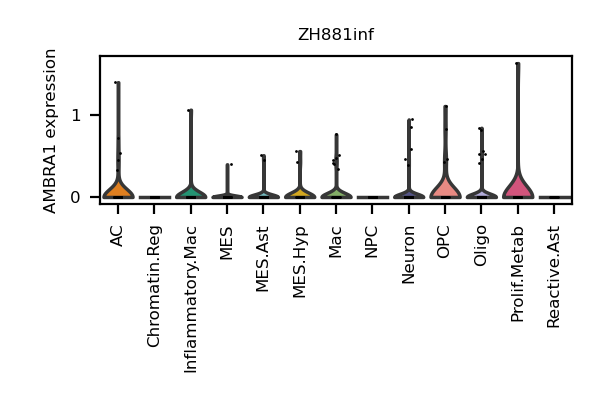 ZH881inf
AMBRA1 expression
1
0
AC
Chromatin.Reg
Inflammatory.Mac
MES
MES.Ast
MES.Hyp
Mac
NPC
Neuron
OPC
Oligo
Prolif.Metab
Reactive.Ast